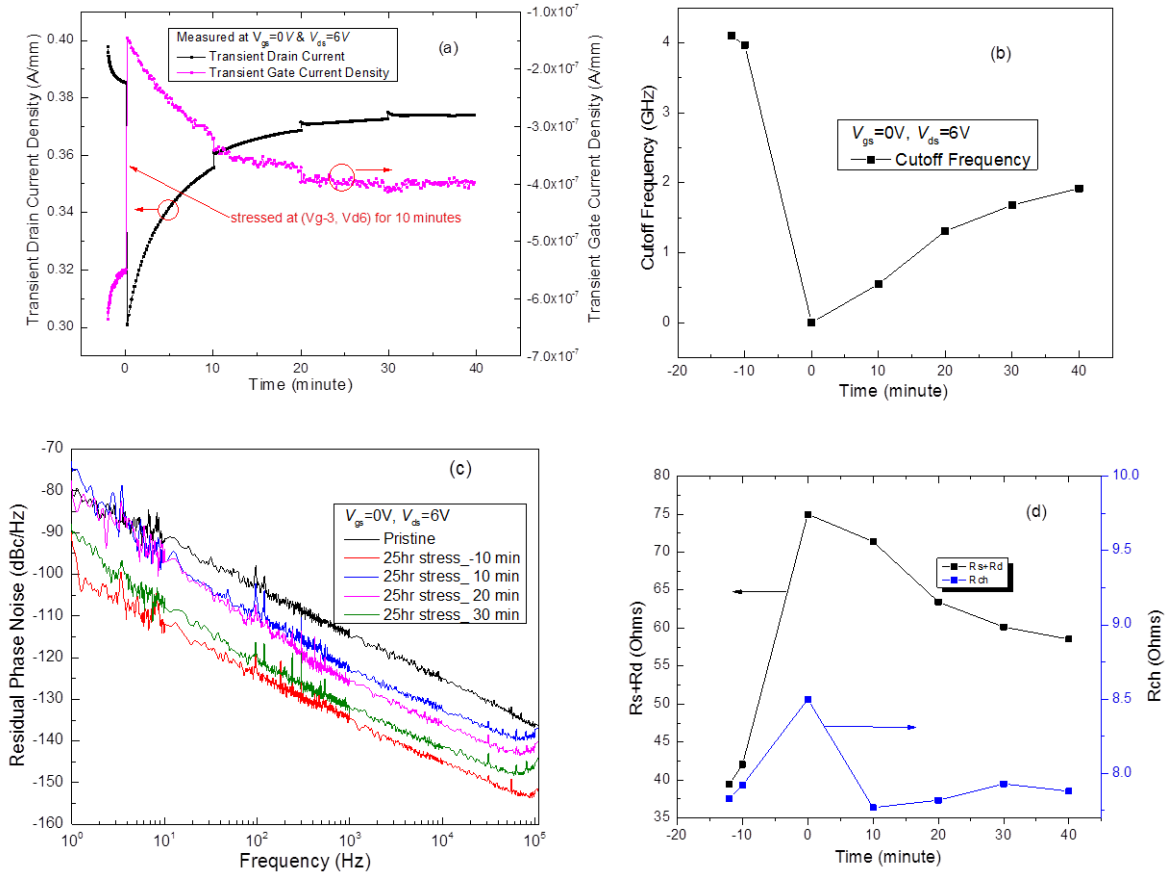 (a)
Measured at Vgs=0V & Vds=6V
Transient Drain Current
Transient Gate Current Density
stressed at (Vg-3, Vd6) for 10 minutes
Transient Drain Current Density (A/mm)
0.40
0.38
0.36
0.34
0.32
0.30
Transient Gate Current Density (A/mm)
-1.0x10⁻⁷
-2.0x10⁻⁷
-3.0x10⁻⁷
-4.0x10⁻⁷
-5.0x10⁻⁷
-6.0x10⁻⁷
-7.0x10⁻⁷
0 10 20 30 40
Time (minute)
(b)
Vgs=0V, Vds=6V
Cutoff Frequency
Cutoff Frequency (GHz)
4
3
2
1
0
-20 -10 0 10 20 30 40
Time (minute)
(c)
Vgs=0V, Vds=6V
Pristine
25hr stress_-10 min
25hr stress_ 10 min
25hr stress_ 20 min
25hr stress_ 30 min
Residual Phase Noise (dBc/Hz)
-70
-80
-90
-100
-110
-120
-130
-140
-150
-160
10⁰ 10¹ 10² 10³ 10⁴ 10⁵
Frequency (Hz)
(d)
Rs+Rd
Rch
Rs+Rd (Ohms)
80
75
70
65
60
55
50
45
40
35
Rch (Ohms)
10.0
9.5
9.0
8.5
8.0
-20 -10 0 10 20 30 40
Time (minute)